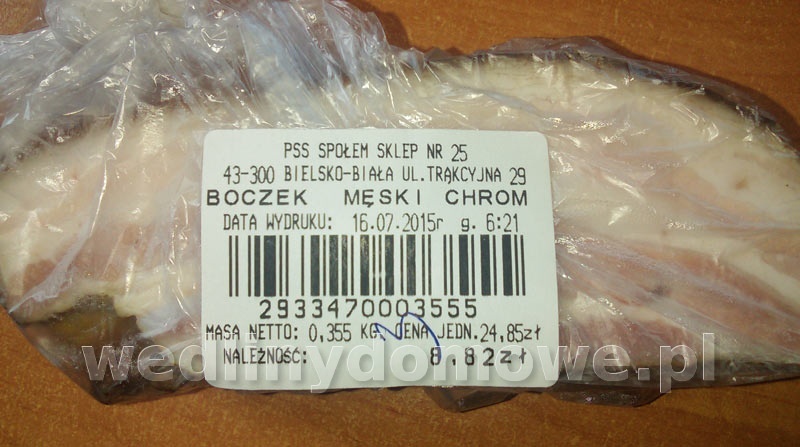 PSS SPOŁEM SKLEP NR 25
43-300 BIELSKO-BIAŁA UL.TRĄKCYJNA 29
BOCZEK MĘSKI CHROM
DATA WYDRUKU: 16.07.2015r g. 6:21
2933470003555
MASA NETTO: 0,355 KG, CENA JEDN.24,85zł
NALEŻNOŚĆ: 8,82zł
wedlinydomowe.pl